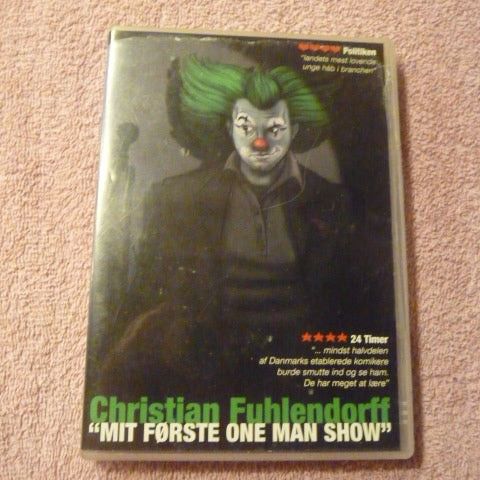 ♥♥♥♥ Politiken
"landets mest lovende
unge håb i branchen"
★★★★ 24 Timer
"... mindst halvdelen
af Danmarks etablerede komikere
burde smutte ind og se ham.
De har meget at lære"
Christian Fuhlendorff
"MIT FØRSTE ONE MAN SHOW"